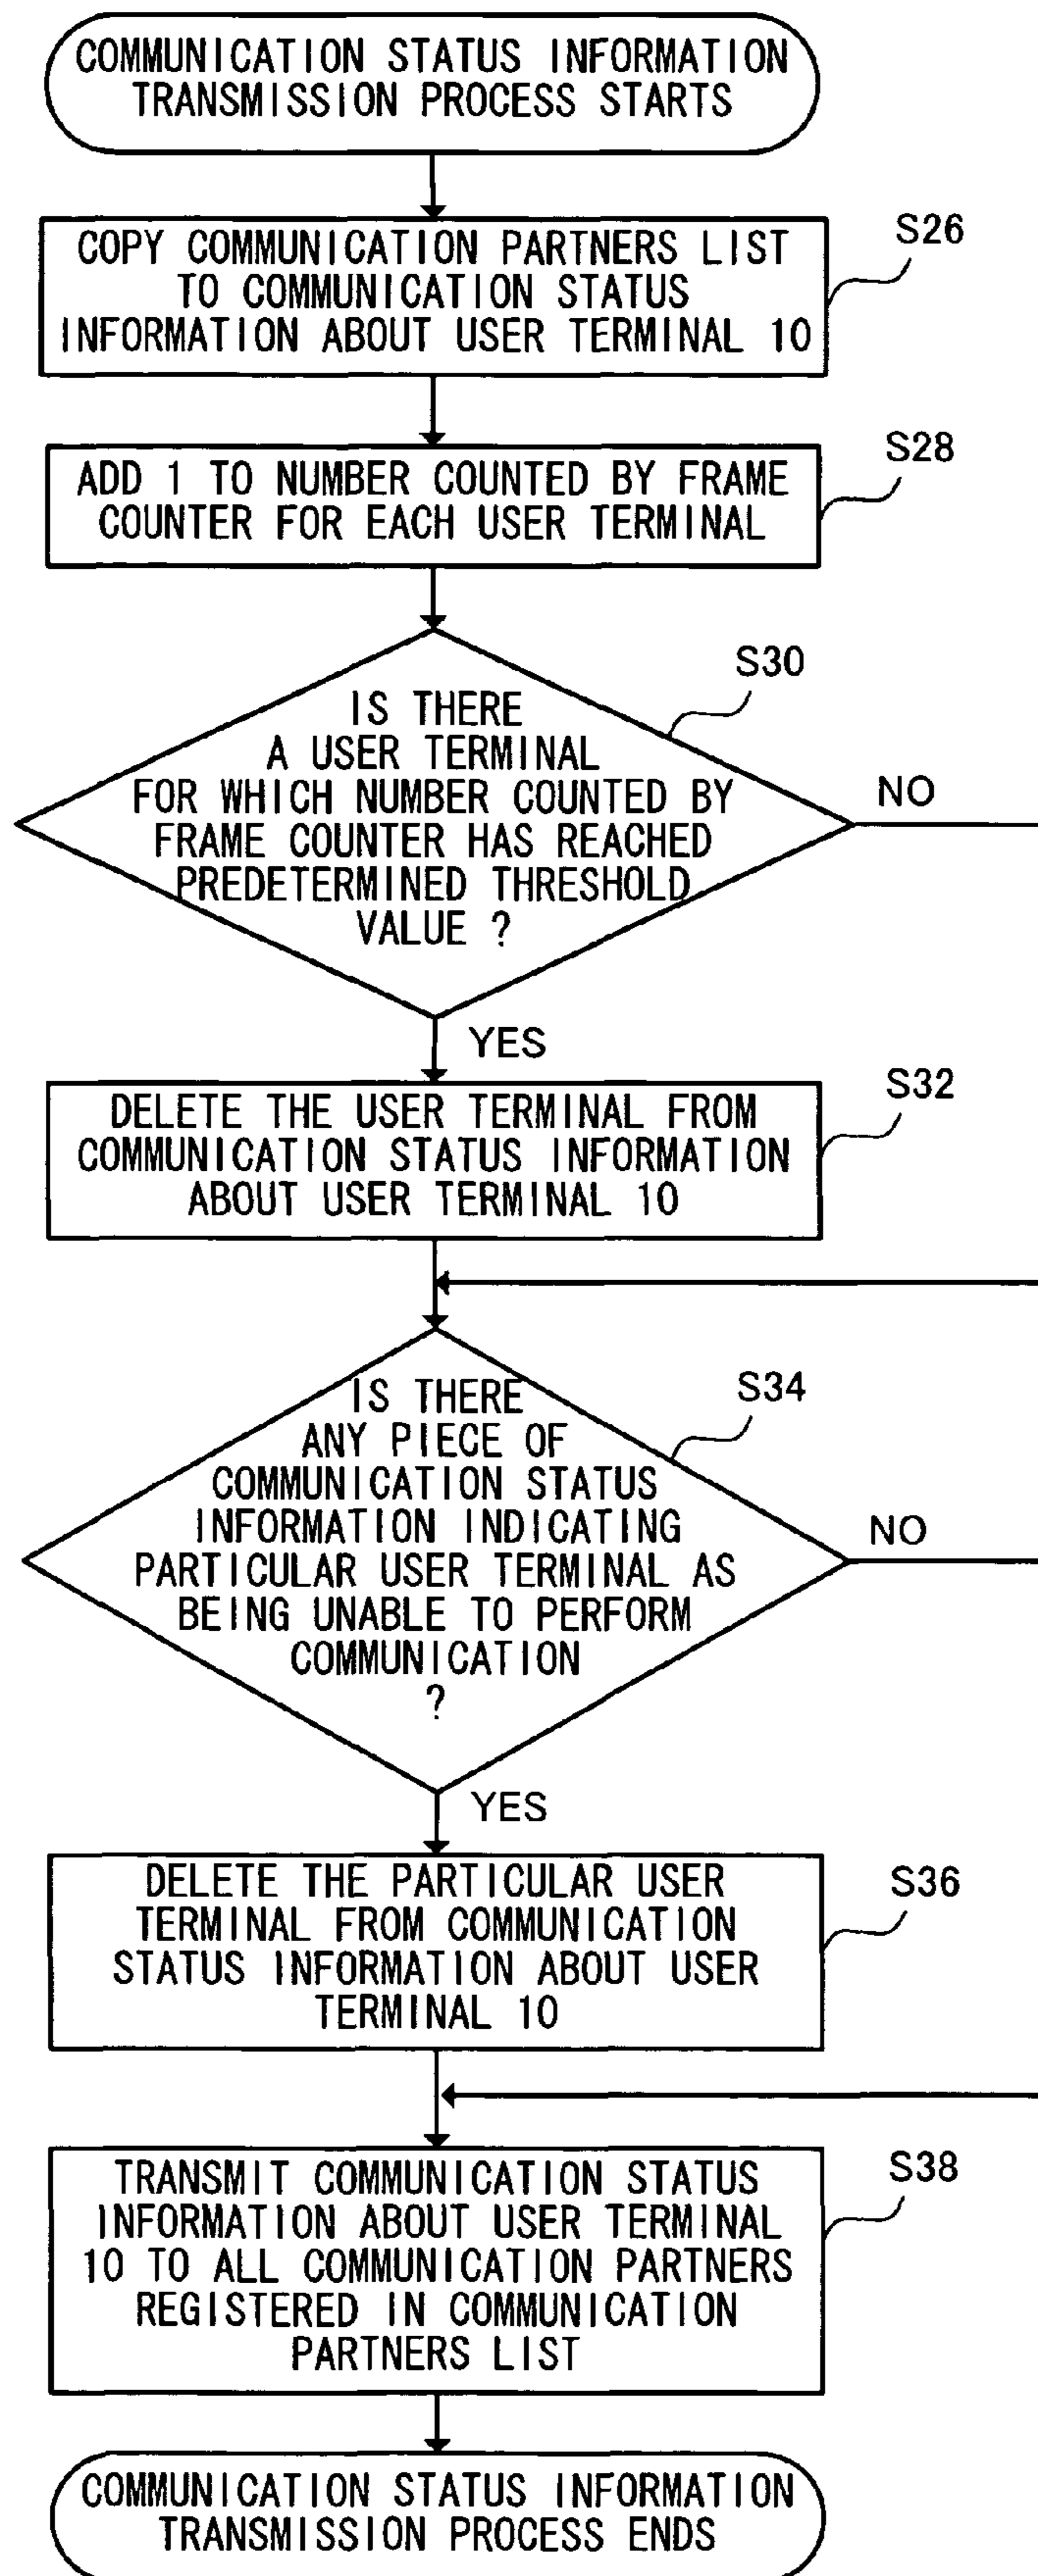 COMMUNICATION STATUS INFORMATION
TRANSMISSION PROCESS STARTS
COPY COMMUNICATION PARTNERS LIST
TO COMMUNICATION STATUS
INFORMATION ABOUT USER TERMINAL 10
S26
ADD 1 TO NUMBER COUNTED BY FRAME
COUNTER FOR EACH USER TERMINAL
S28
IS THERE
A USER TERMINAL
FOR WHICH NUMBER COUNTED BY
FRAME COUNTER HAS REACHED
PREDETERMINED THRESHOLD
VALUE ?
S30
NO
YES
DELETE THE USER TERMINAL FROM
COMMUNICATION STATUS INFORMATION
ABOUT USER TERMINAL 10
S32
IS THERE
ANY PIECE OF
COMMUNICATION STATUS
INFORMATION INDICATING
PARTICULAR USER TERMINAL AS
BEING UNABLE TO PERFORM
COMMUNICATION
?
S34
NO
YES
DELETE THE PARTICULAR USER
TERMINAL FROM COMMUNICATION
STATUS INFORMATION ABOUT USER
TERMINAL 10
S36
TRANSMIT COMMUNICATION STATUS
INFORMATION ABOUT USER TERMINAL
10 TO ALL COMMUNICATION PARTNERS
REGISTERED IN COMMUNICATION
PARTNERS LIST
S38
COMMUNICATION STATUS INFORMATION
TRANSMISSION PROCESS ENDS